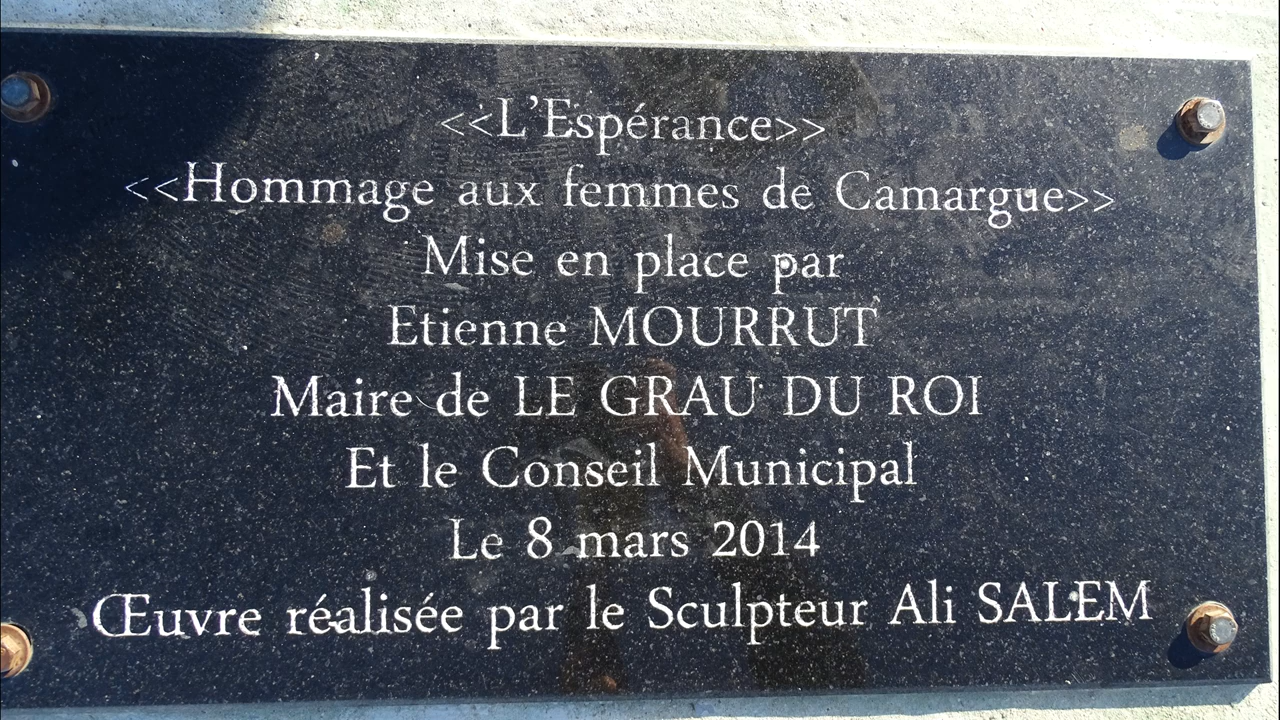 <<L'Espérance>>
<<Hommage aux femmes de Camargue>>
Mise en place par
Etienne MOURRUT
Maire de LE GRAU DU ROI
Et le Conseil Municipal
Le 8 mars 2014
Œuvre réalisée par le Sculpteur Ali SALEM